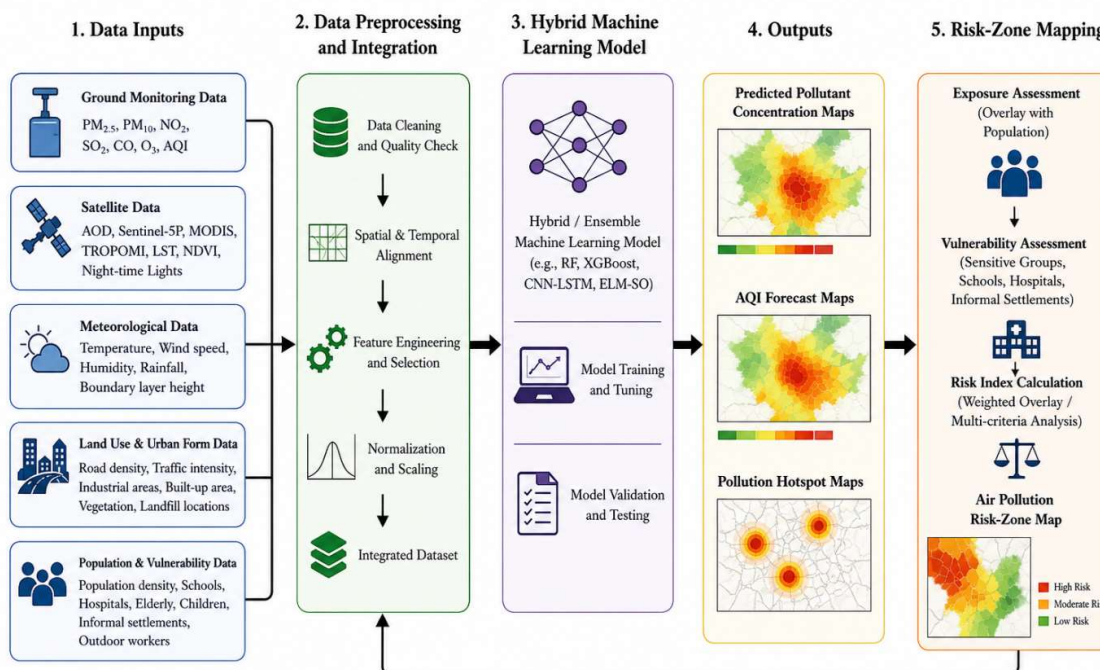 1. Data Inputs
Ground Monitoring Data
PM₂.₅, PM₁₀, NO₂,
SO₂, CO, O₃, AQI
Satellite Data
AOD, Sentinel-5P, MODIS,
TROPOMI, LST, NDVI,
Night-time Lights
Meteorological Data
Temperature, Wind speed,
Humidity, Rainfall,
Boundary layer height
Land Use & Urban Form Data
Road density, Traffic intensity,
Industrial areas, Built-up area,
Vegetation, Landfill locations
Population & Vulnerability Data
Population density, Schools,
Hospitals, Elderly, Children,
Informal settlements,
Outdoor workers
2. Data Preprocessing
and Integration
Data Cleaning
and Quality Check
Spatial & Temporal
Alignment
Feature Engineering
and Selection
Normalization
and Scaling
Integrated Dataset
3. Hybrid Machine
Learning Model
Hybrid / Ensemble
Machine Learning Model
(e.g., RF, XGBoost,
CNN-LSTM, ELM-SO)
Model Training
and Tuning
Model Validation
and Testing
4. Outputs
Predicted Pollutant
Concentration Maps
AQI Forecast Maps
Pollution Hotspot Maps
5. Risk-Zone Mapping
Exposure Assessment
(Overlay with
Population)
Vulnerability Assessment
(Sensitive Groups,
Schools, Hospitals,
Informal Settlements)
Risk Index Calculation
(Weighted Overlay /
Multi-criteria Analysis)
Air Pollution
Risk-Zone Map
High Risk
Moderate Ri
Low Risk